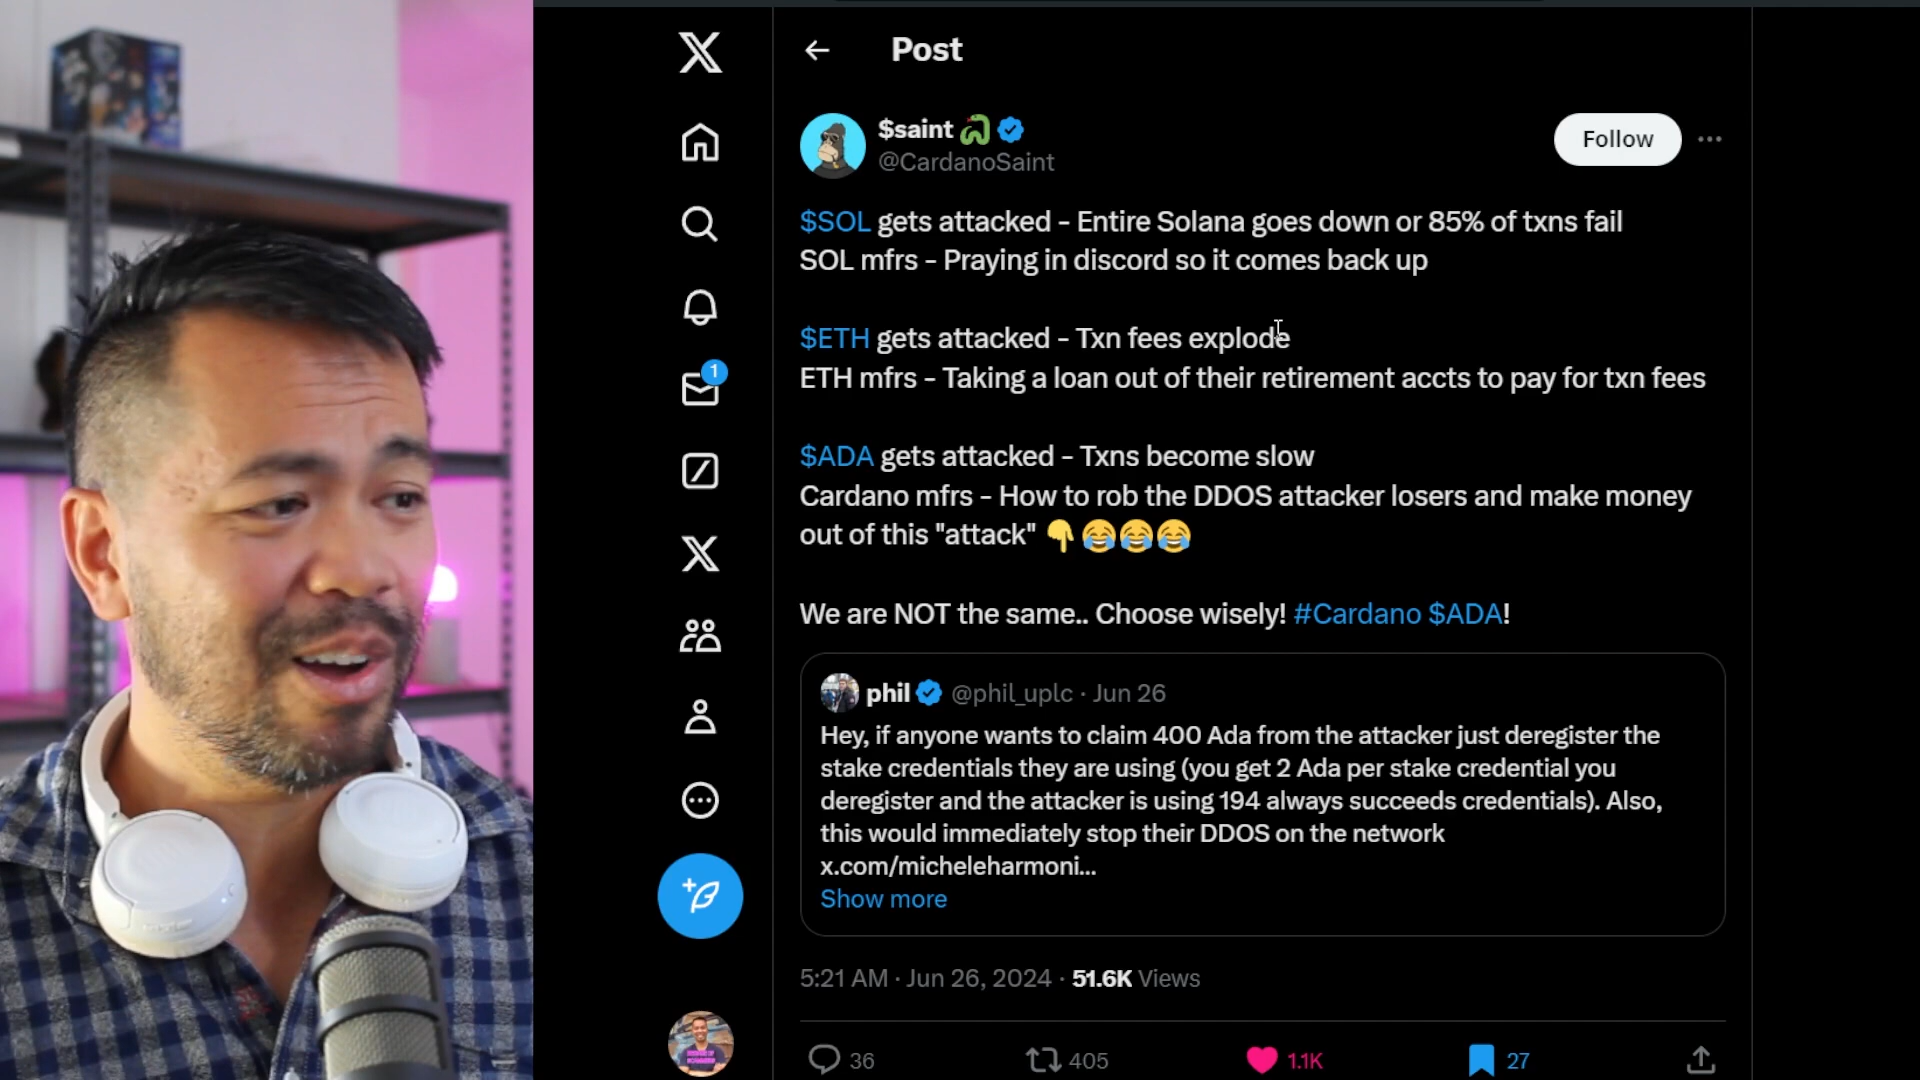 Post
$saint
@CardanoSaint
Follow
$SOL gets attacked - Entire Solana goes down or 85% of txns fail
SOL mfrs - Praying in discord so it comes back up
$ETH gets attacked - Txn fees explode
ETH mfrs - Taking a loan out of their retirement accts to pay for txn fees
$ADA gets attacked - Txns become slow
Cardano mfrs - How to rob the DDOS attacker losers and make money
out of this "attack" 👇😂😂😂
We are NOT the same.. Choose wisely! #Cardano $ADA!
phil @phil_uplc · Jun 26
Hey, if anyone wants to claim 400 Ada from the attacker just deregister the
stake credentials they are using (you get 2 Ada per stake credential you
deregister and the attacker is using 194 always succeeds credentials). Also,
this would immediately stop their DDOS on the network
x.com/micheleharmoni...
Show more
5:21 AM · Jun 26, 2024 · 51.6K Views
36 405 1.1K 27
1